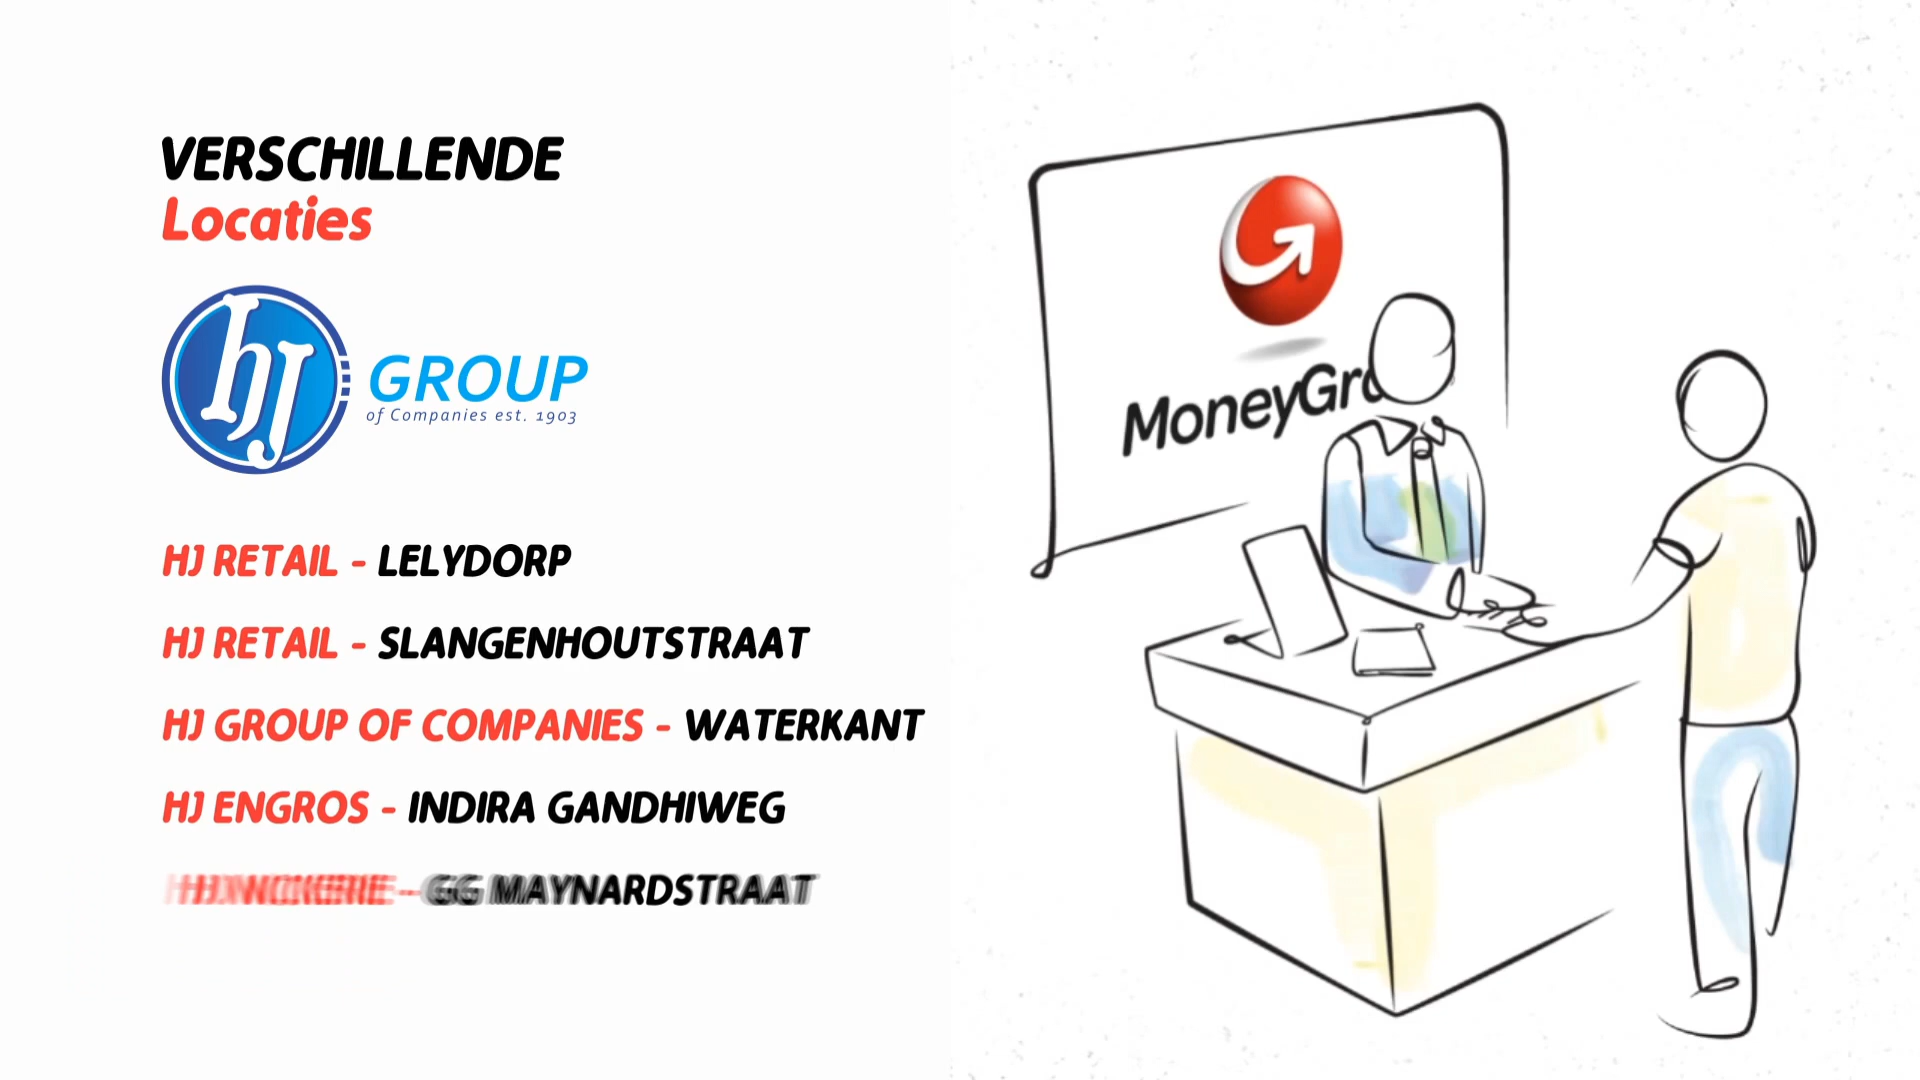 VERSCHILLENDE
Locaties
hJ GROUP
of Companies est. 1903
HJ RETAIL - LELYDORP
HJ RETAIL - SLANGENHOUTSTRAAT
HJ GROUP OF COMPANIES - WATERKANT
HJ ENGROS - INDIRA GANDHIWEG
- GG MAYNARDSTRAAT
MoneyGr